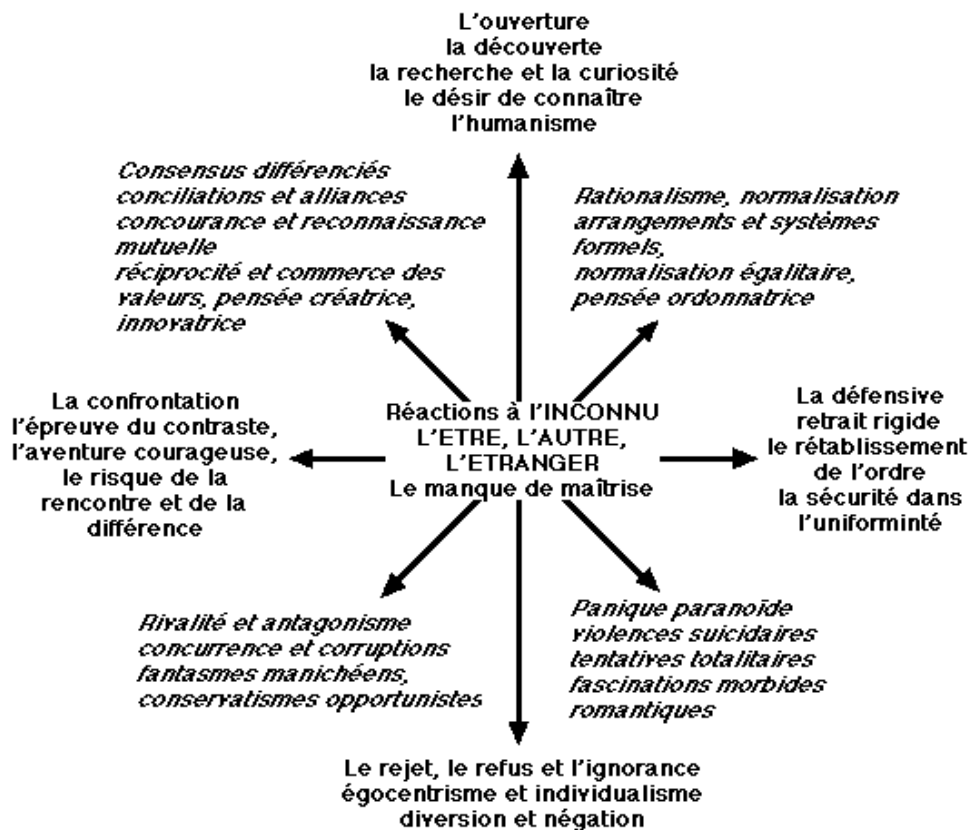 L'ouverture
la découverte
la recherche et la curiosité
le désir de connaître
l'humanisme
Consensus différenciés
conciliations et alliances
concourance et reconnaissance
mutuelle
réciprocité et commerce des
valeurs, pensée créatrice,
innovatrice
Rationalisme, normalisation
arrangements et systèmes
formels,
normalisation égalitaire,
pensée ordonnatrice
La confrontation
l'épreuve du contraste,
l'aventure courageuse,
le risque de la
rencontre et de la
différence
Réactions à l'INCONNU
L'ETRE, L'AUTRE,
L'ETRANGER
Le manque de maîtrise
La défensive
retrait rigide
le rétablissement
de l'ordre
la sécurité dans
l'uniforminté
Rivalité et antagonisme
concurrence et corruptions
fantasmes manichéens,
conservatismes opportunistes
Panique paranoïde
violences suicidaires
tentatives totalitaires
fascinations morbides
romantiques
Le rejet, le refus et l'ignorance
égocentrisme et individualisme
diversion et négation